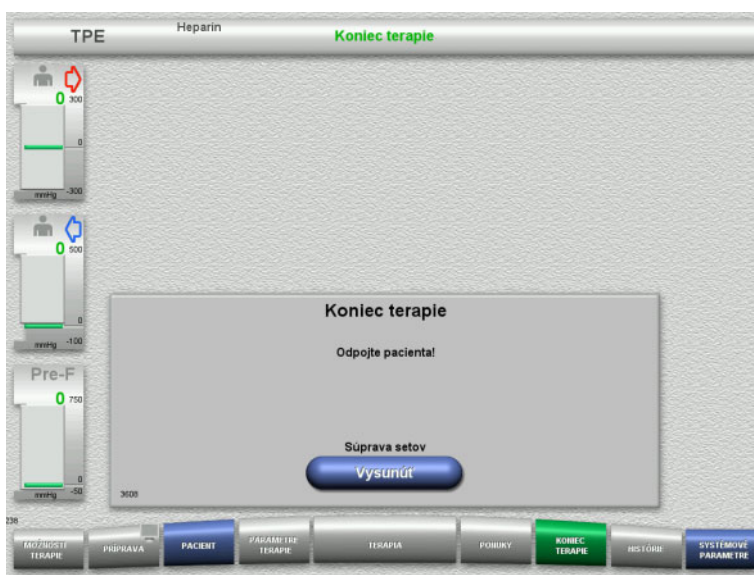 TPE
Heparin
Koniec terapie
0
300
0
-300
mmHg
0
500
0
-100
mmHg
Pre-F
0
750
0
-50
mmHg
Koniec terapie
Odpojte pacienta!
Súprava setov
Vysunúť
3608
238
MOŽNOSTI
TERAPIE
PRÍPRAVA
PACIENT
PARAMETRE
TERAPIE
TERAPIA
PONUKY
KONIEC
TERAPIE
HISTÓRIE
SYSTÉMOVÉ
PARAMETRE